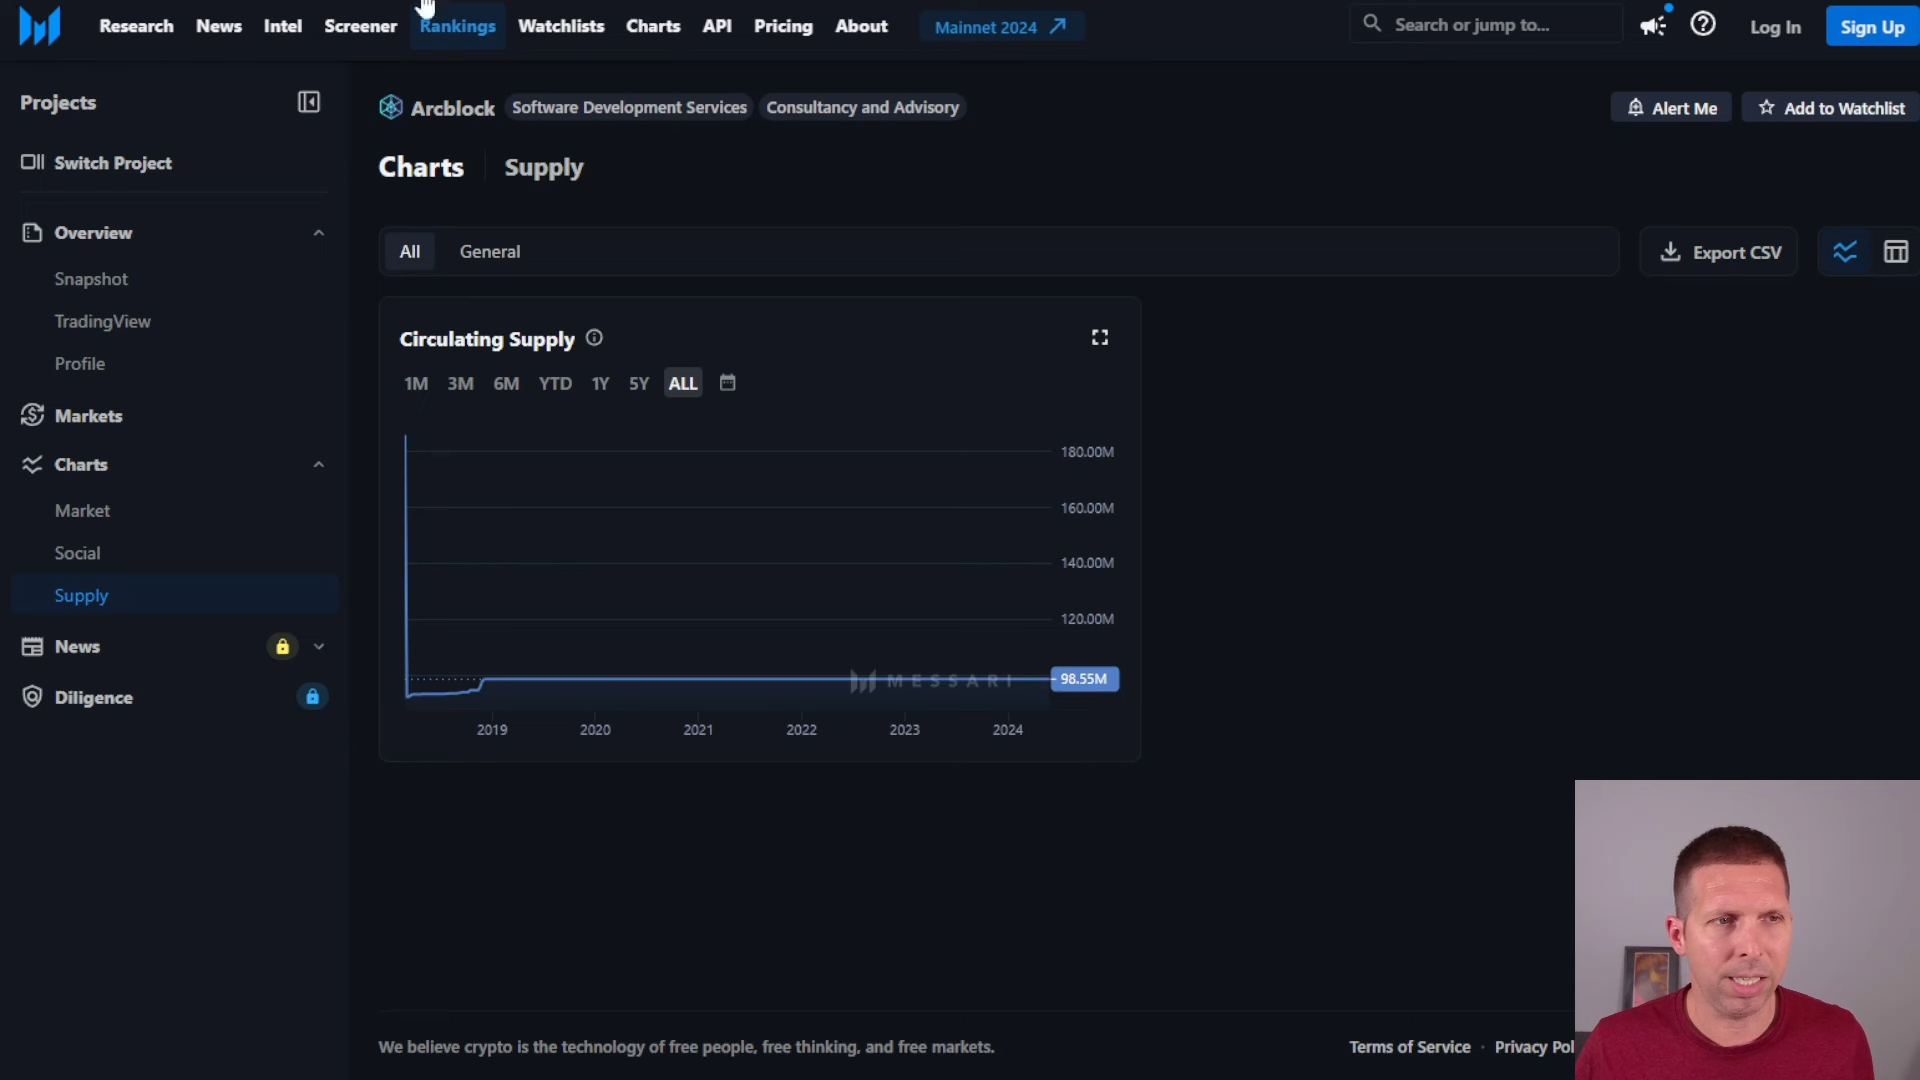 Research News Intel Screener Rankings Watchlists Charts API Pricing About Mainnet 2024 Search or jump to... Log In Sign Up
Projects
Switch Project
Overview
Snapshot
TradingView
Profile
Markets
Charts
Market
Social
Supply
News
Diligence
Arcblock Software Development Services Consultancy and Advisory Alert Me Add to Watchlist
Charts Supply
All General Export CSV
Circulating Supply
1M 3M 6M YTD 1Y 5Y ALL
180.00M
160.00M
140.00M
120.00M
MESSARI 98.55M
2019 2020 2021 2022 2023 2024
We believe crypto is the technology of free people, free thinking, and free markets. Terms of Service · Privacy Pol